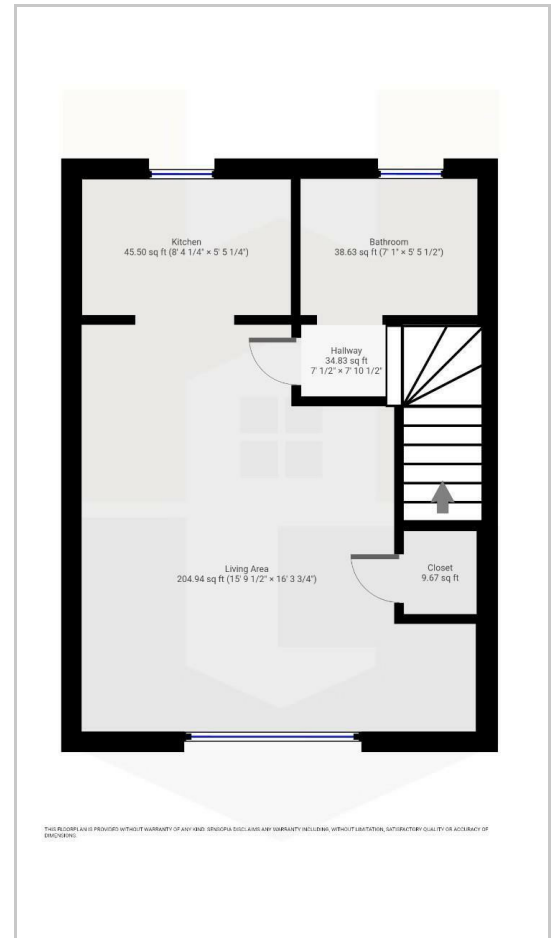 Kitchen
45.50 sq ft (8' 4 1/4" × 5' 5 1/4")
Bathroom
38.63 sq ft (7' 1" × 5' 5 1/2")
Hallway
34.83 sq ft
7' 1/2" × 7' 10 1/2"
Living Area
204.94 sq ft (15' 9 1/2" × 16' 3 3/4")
Closet
9.67 sq ft
THIS FLOORPLAN IS PROVIDED WITHOUT WARRANTY OF ANY KIND. SENSOPIA DISCLAIMS ANY WARRANTY INCLUDING, WITHOUT LIMITATION, SATISFACTORY QUALITY OR ACCURACY OF
DIMENSIONS.